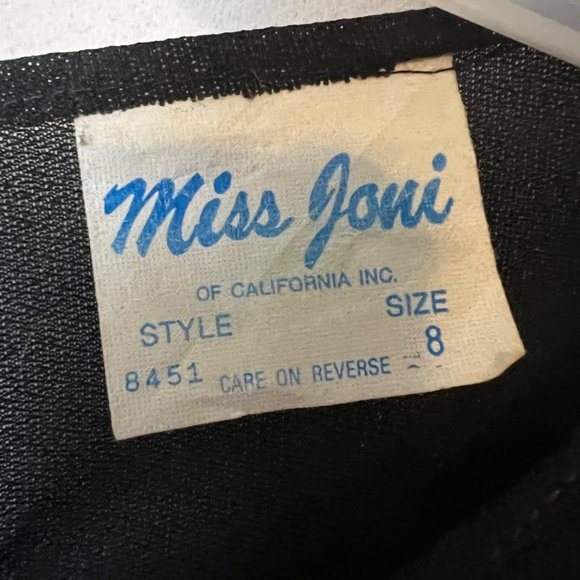 Miss Joni
OF CALIFORNIA INC.
STYLE SIZE
8451 CARE ON REVERSE 8